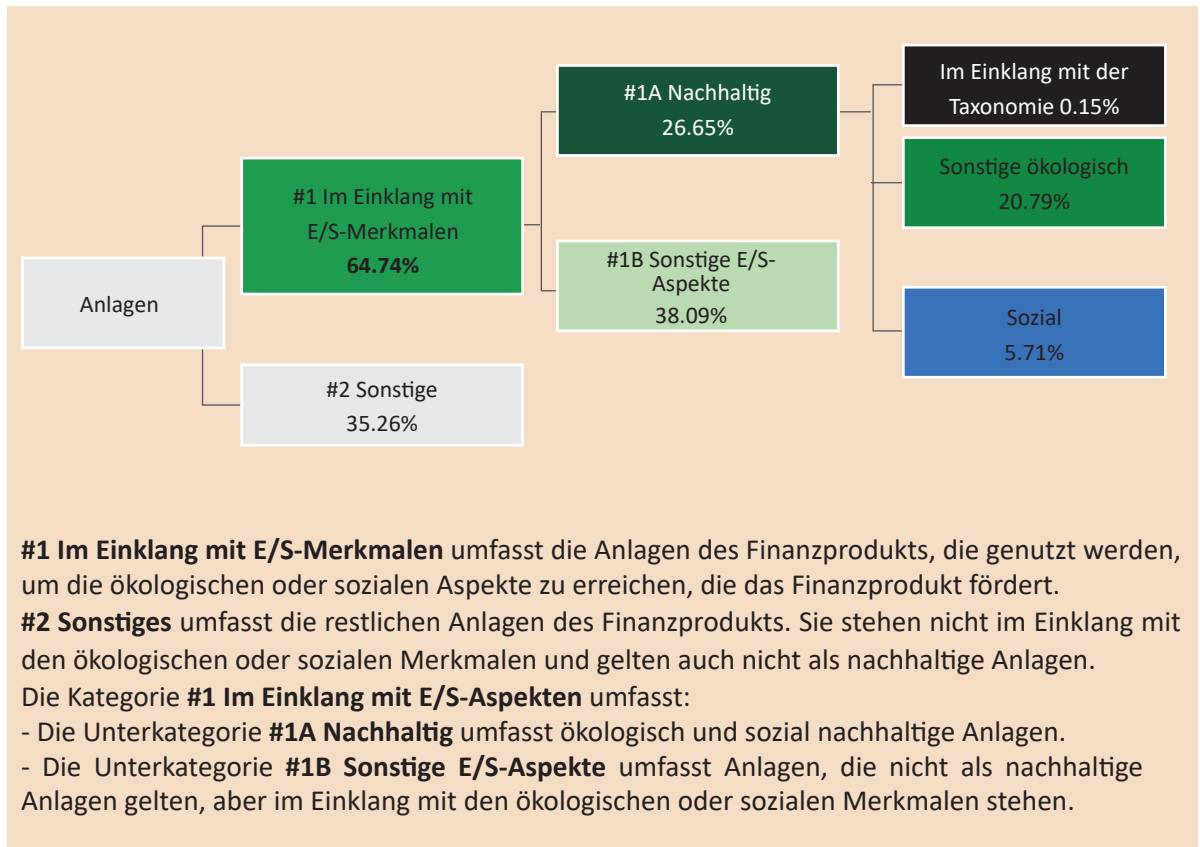 #1A Nachhaltig
26.65%
Im Einklang mit der
Taxonomie 0.15%
#1 Im Einklang mit
E/S-Merkmalen
64.74%
Sonstige ökologisch
20.79%
Anlagen
#1B Sonstige E/S-
Aspekte
38.09%
Sozial
5.71%
#2 Sonstige
35.26%
#1 Im Einklang mit E/S-Merkmalen umfasst die Anlagen des Finanzprodukts, die genutzt werden,
um die ökologischen oder sozialen Aspekte zu erreichen, die das Finanzprodukt fördert.
#2 Sonstiges umfasst die restlichen Anlagen des Finanzprodukts. Sie stehen nicht im Einklang mit
den ökologischen oder sozialen Merkmalen und gelten auch nicht als nachhaltige Anlagen.
Die Kategorie #1 Im Einklang mit E/S-Aspekten umfasst:
- Die Unterkategorie #1A Nachhaltig umfasst ökologisch und sozial nachhaltige Anlagen.
- Die Unterkategorie #1B Sonstige E/S-Aspekte umfasst Anlagen, die nicht als nachhaltige
Anlagen gelten, aber im Einklang mit den ökologischen oder sozialen Merkmalen stehen.